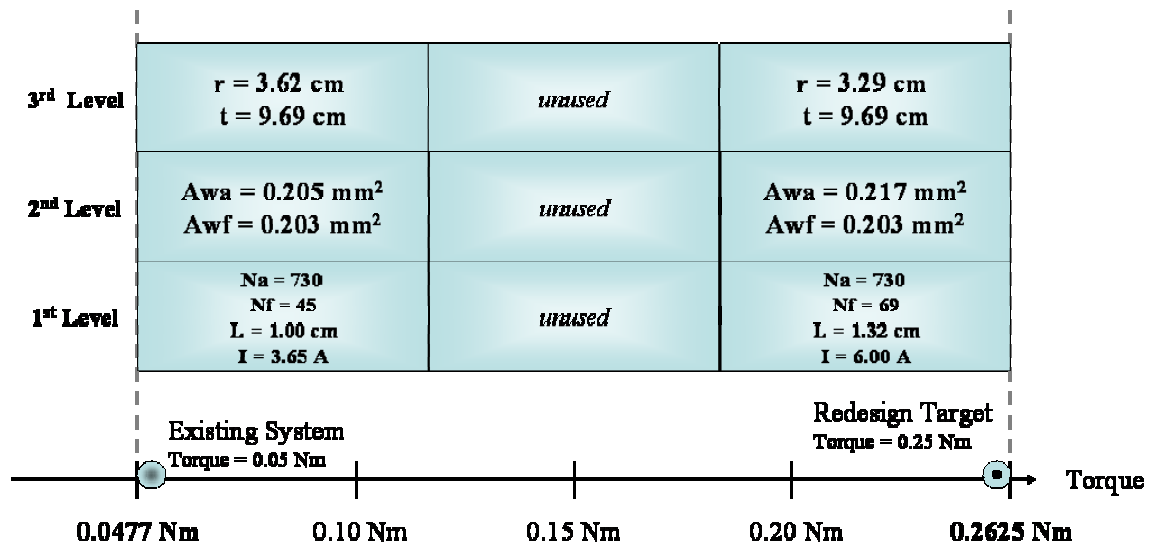 3rd Level
r = 3.62 cm
t = 9.69 cm
unused
r = 3.29 cm
t = 9.69 cm
2nd Level
Awa = 0.205 mm²
Awf = 0.203 mm²
unused
Awa = 0.217 mm²
Awf = 0.203 mm²
1st Level
Na = 730
Nf = 45
L = 1.00 cm
I = 3.65 A
unused
Na = 730
Nf = 69
L = 1.32 cm
I = 6.00 A
Existing System
Torque = 0.05 Nm
Redesign Target
Torque = 0.25 Nm
Torque
0.0477 Nm
0.10 Nm
0.15 Nm
0.20 Nm
0.2625 Nm